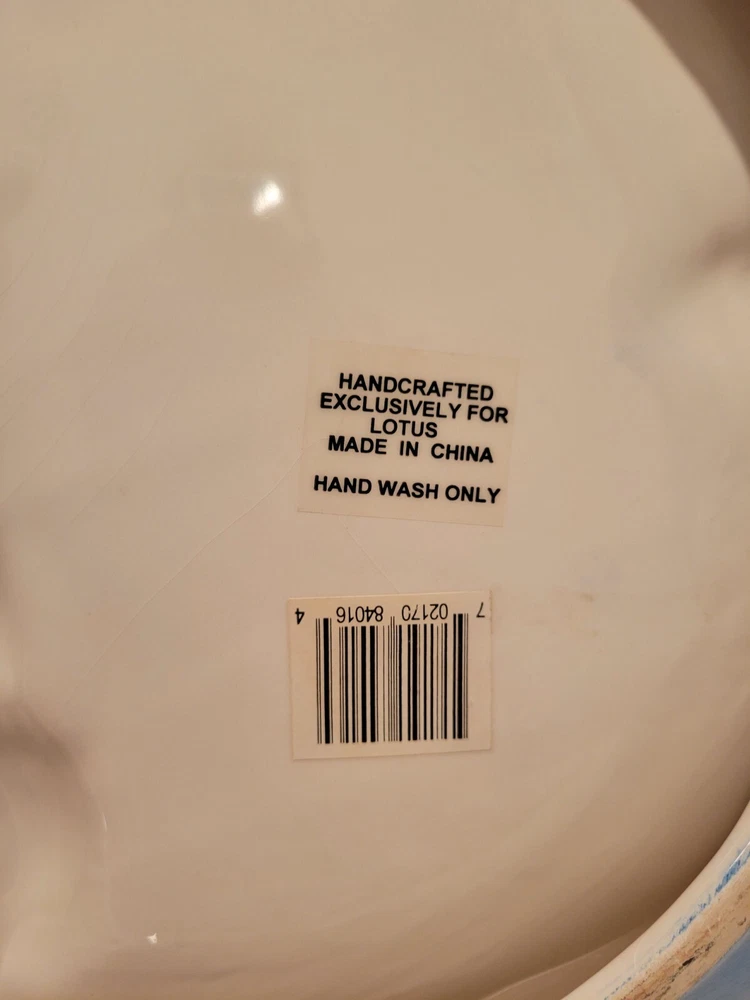 HANDCRAFTED
EXCLUSIVELY FOR
LOTUS
MADE IN CHINA
HAND WASH ONLY
7 02170 84016 4